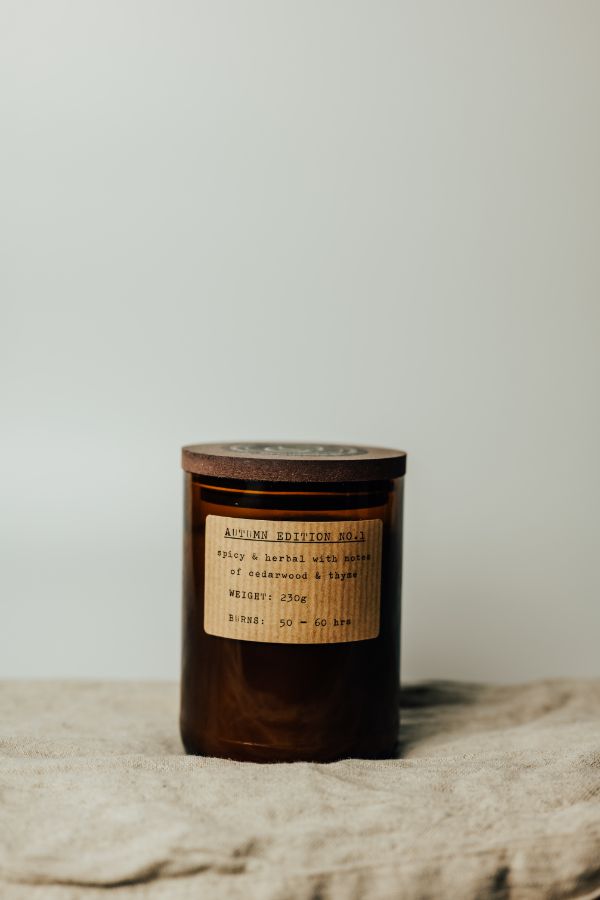 AUTUMN EDITION NO.1
spicy & herbal with notes
of cedarwood & thyme
WEIGHT: 230g
BURNS: 50 - 60 hrs